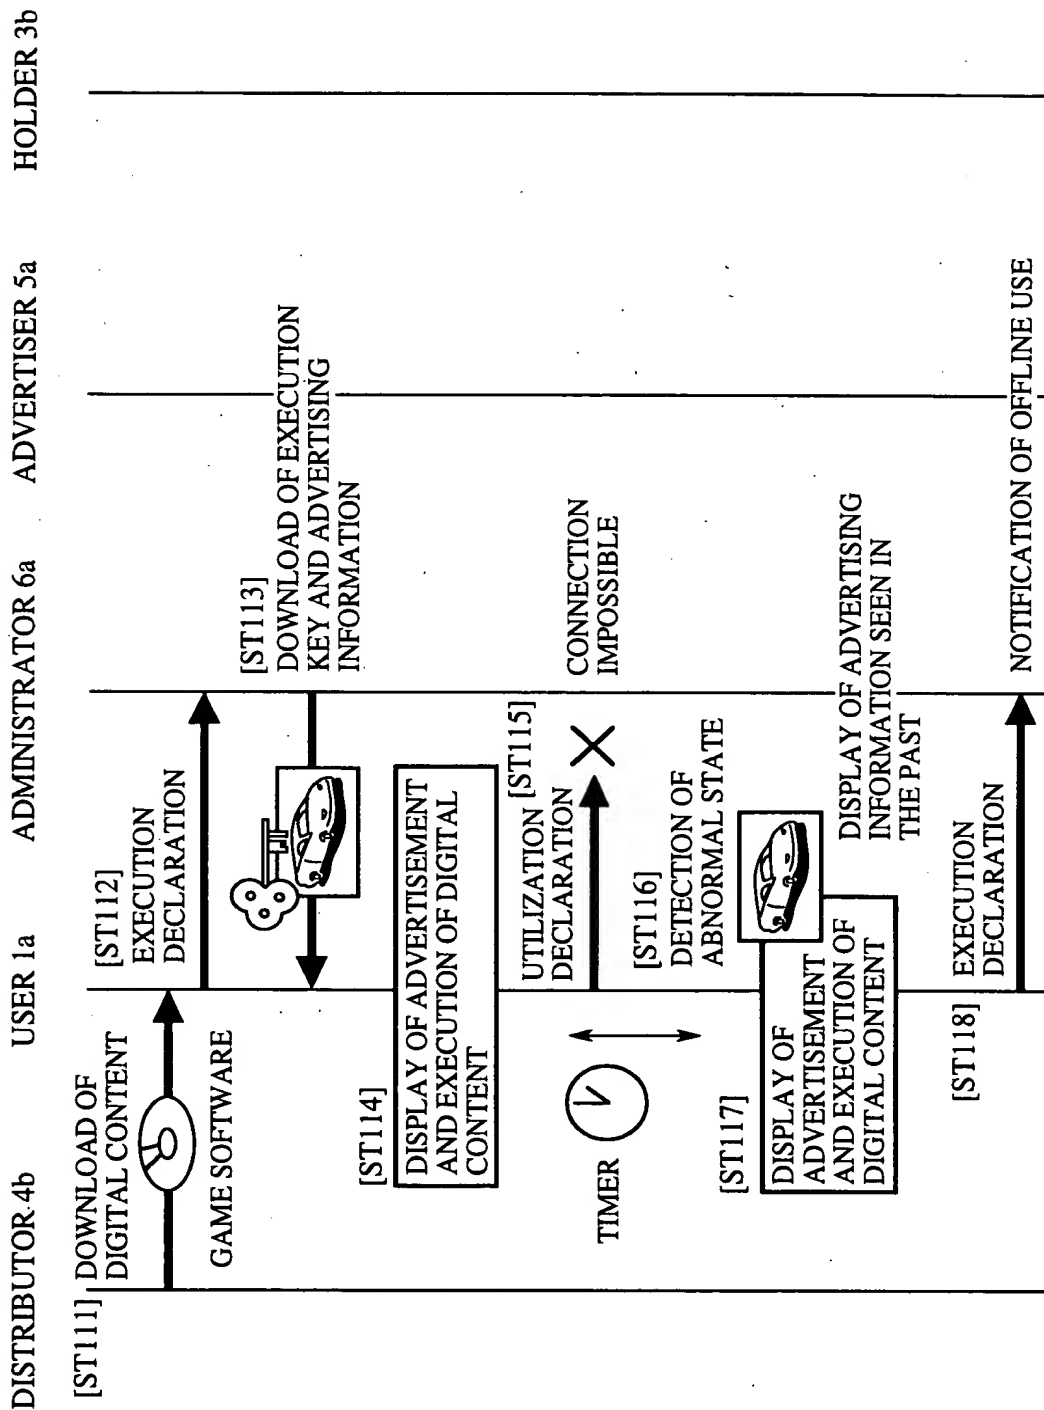 DISTRIBUTOR 4b
USER 1a
ADMINISTRATOR 6a
ADVERTISER 5a
HOLDER 3b
[ST111]
DOWNLOAD OF
DIGITAL CONTENT
GAME SOFTWARE
[ST112]
EXECUTION
DECLARATION
[ST113]
DOWNLOAD OF EXECUTION
KEY AND ADVERTISING
INFORMATION
[ST114]
DISPLAY OF ADVERTISEMENT
AND EXECUTION OF DIGITAL
CONTENT
[ST115]
UTILIZATION
DECLARATION
CONNECTION
IMPOSSIBLE
TIMER
[ST116]
DETECTION OF
ABNORMAL STATE
[ST117]
DISPLAY OF
ADVERTISEMENT
AND EXECUTION OF
DIGITAL CONTENT
DISPLAY OF ADVERTISING
INFORMATION SEEN IN
THE PAST
[ST118]
EXECUTION
DECLARATION
NOTIFICATION OF OFFLINE USE